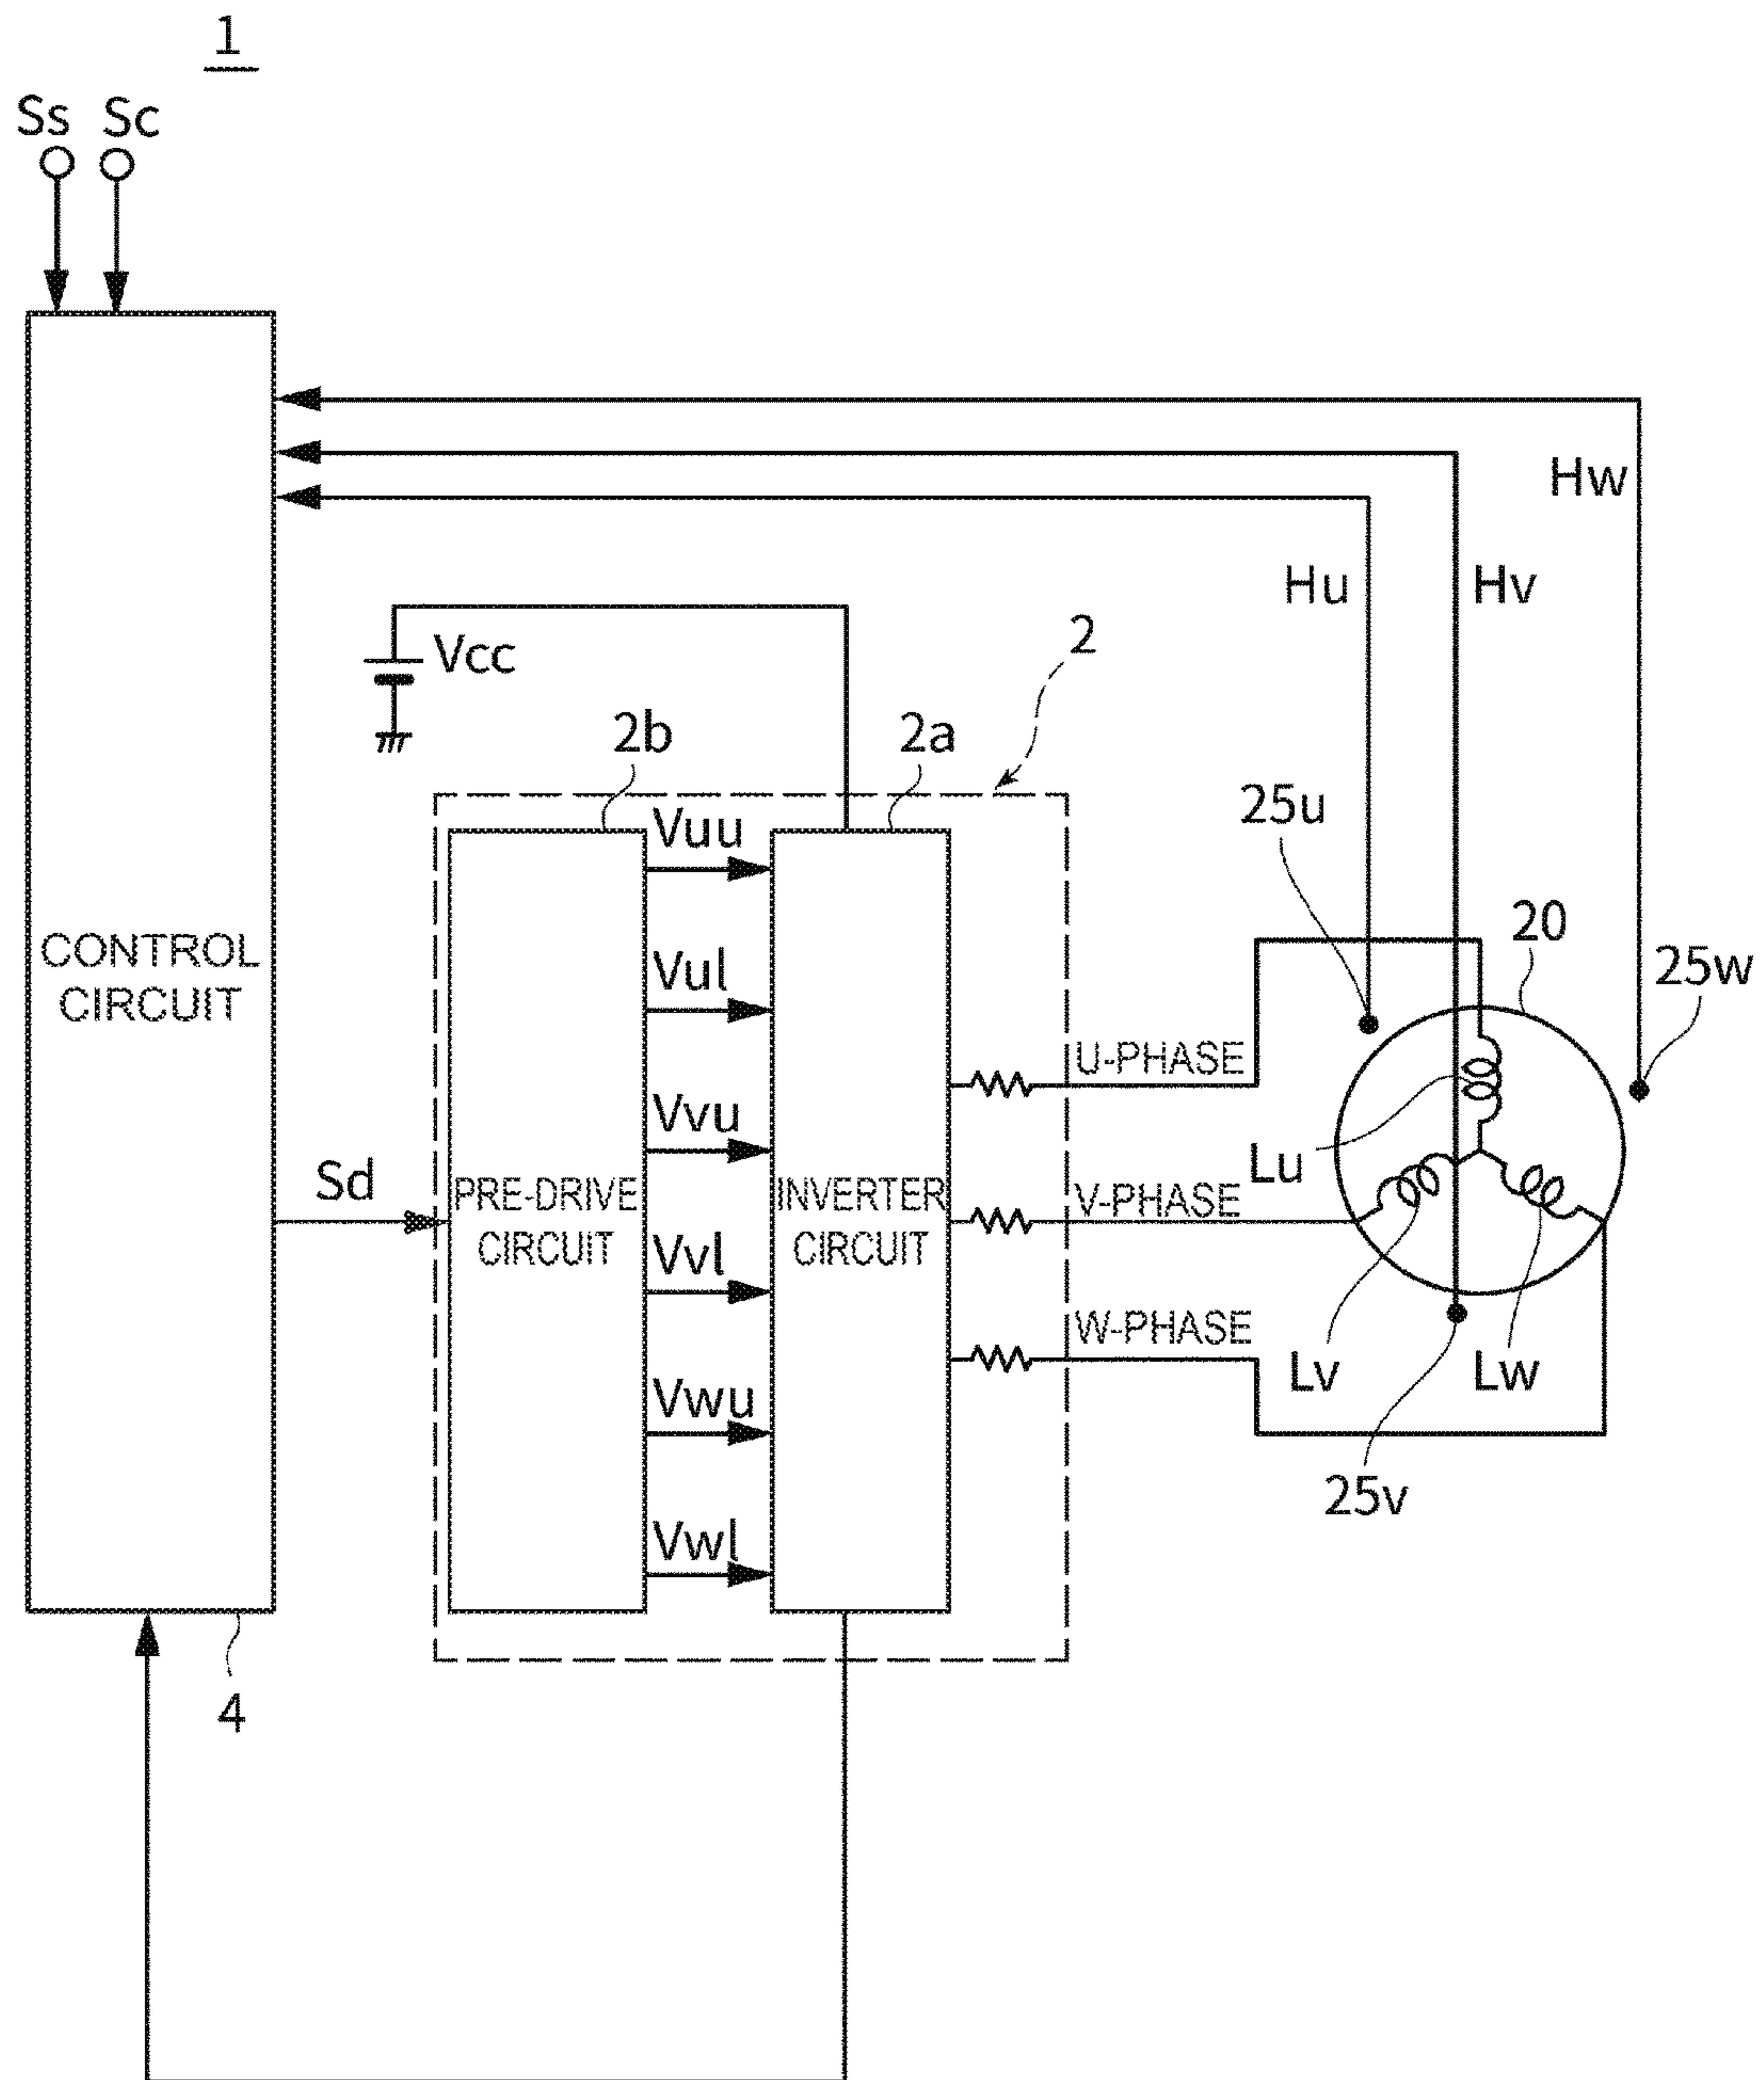 1
Ss Sc
Hw
Hu Hv
Vcc
2
2b 2a
25u
Vuu
20
25w
CONTROL
CIRCUIT
Vul
U-PHASE
Vvu
Lu
Sd
PRE-DRIVE
CIRCUIT
INVERTER
CIRCUIT
V-PHASE
Vvl
W-PHASE
Lv Lw
Vwu
25v
Vwl
4